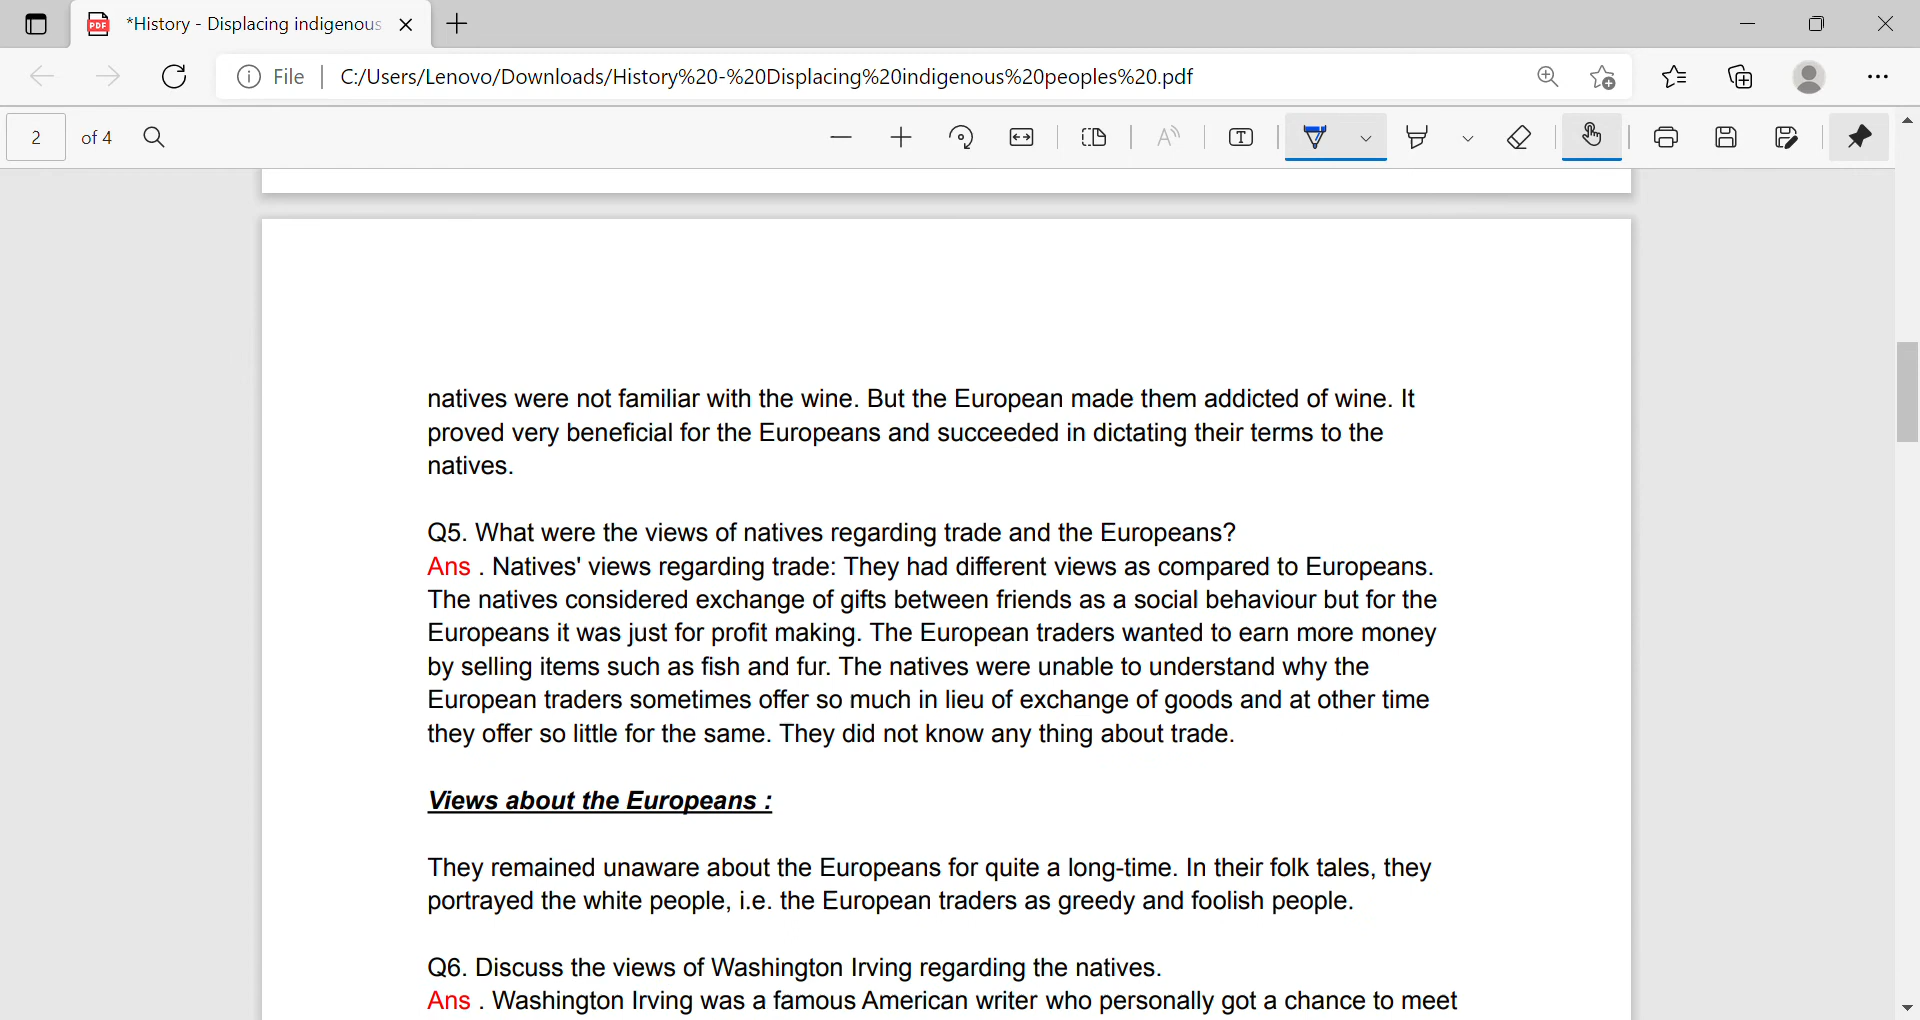 *History - Displacing indigenous
File
C:/Users/Lenovo/Downloads/History%20-%20Displacing%20indigenous%20peoples%20.pdf
2 of 4
natives were not familiar with the wine. But the European made them addicted of wine. It
proved very beneficial for the Europeans and succeeded in dictating their terms to the
natives.
Q5. What were the views of natives regarding trade and the Europeans?
Ans . Natives' views regarding trade: They had different views as compared to Europeans.
The natives considered exchange of gifts between friends as a social behaviour but for the
Europeans it was just for profit making. The European traders wanted to earn more money
by selling items such as fish and fur. The natives were unable to understand why the
European traders sometimes offer so much in lieu of exchange of goods and at other time
they offer so little for the same. They did not know any thing about trade.
Views about the Europeans :
They remained unaware about the Europeans for quite a long-time. In their folk tales, they
portrayed the white people, i.e. the European traders as greedy and foolish people.
Q6. Discuss the views of Washington Irving regarding the natives.
Ans . Washington Irving was a famous American writer who personally got a chance to meet